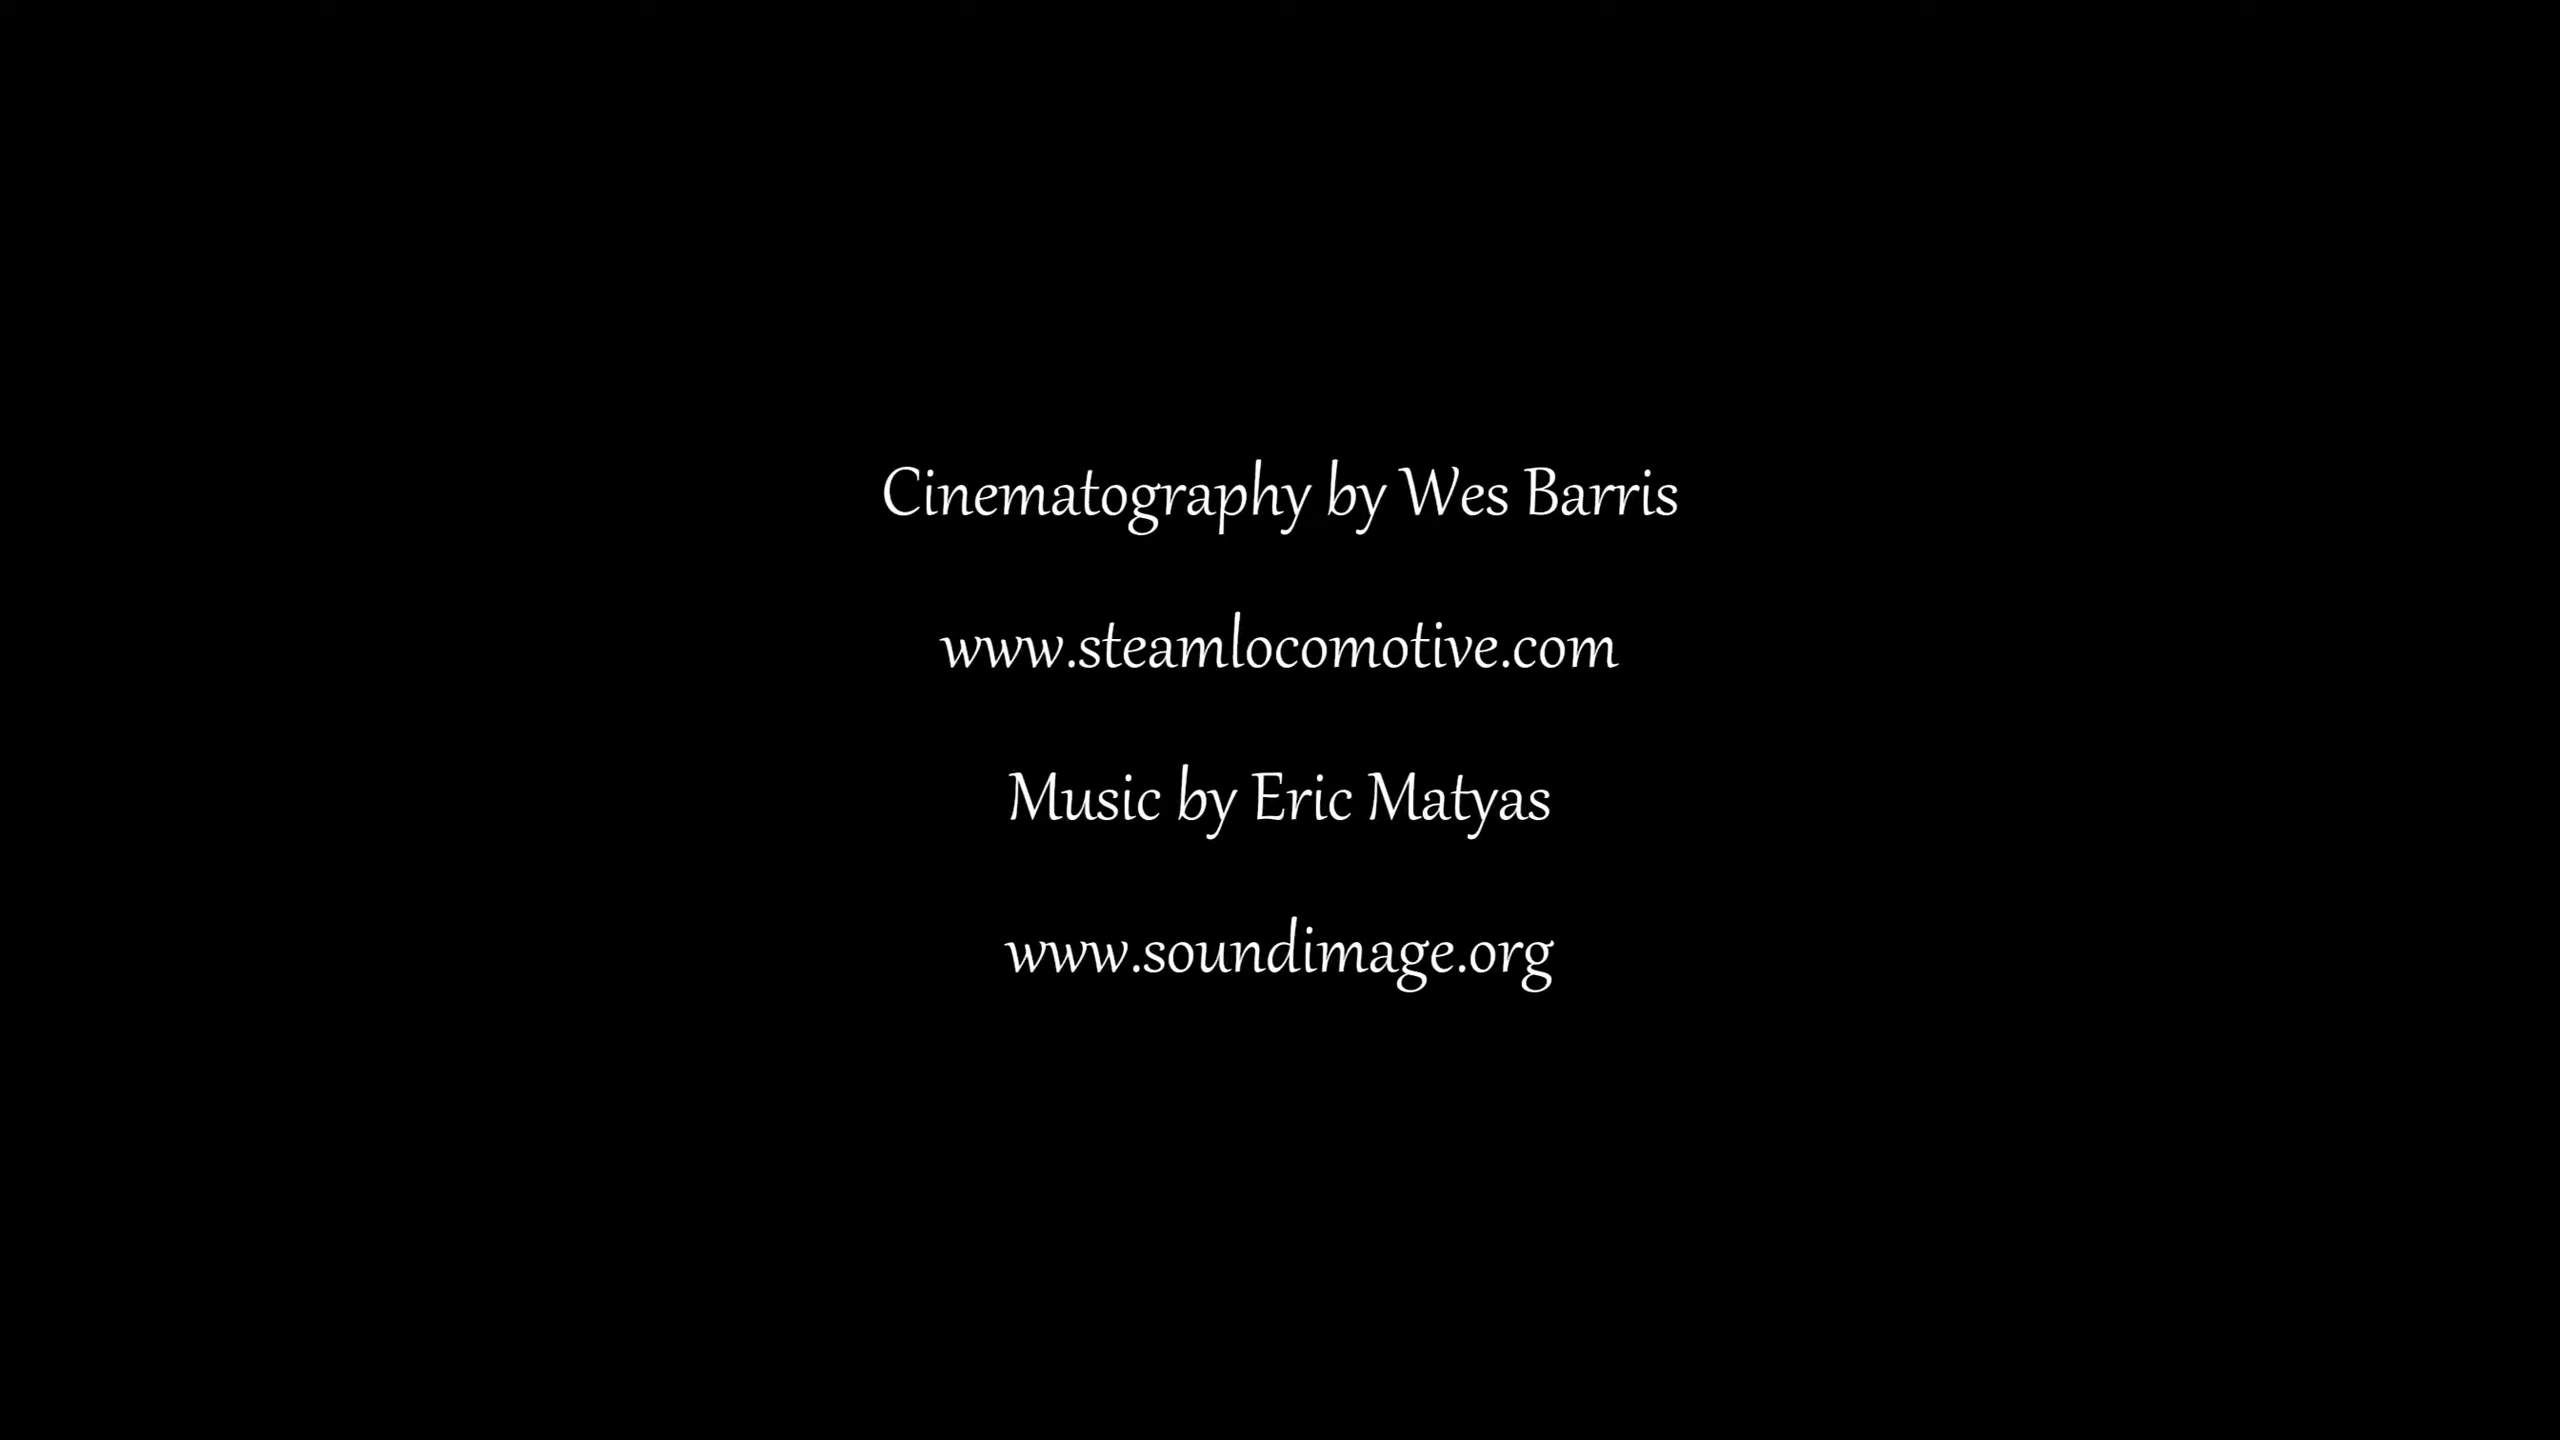 Cinematography by Wes Barris
www.steamlocomotive.com
Music by Eric Matyas
www.soundimage.org